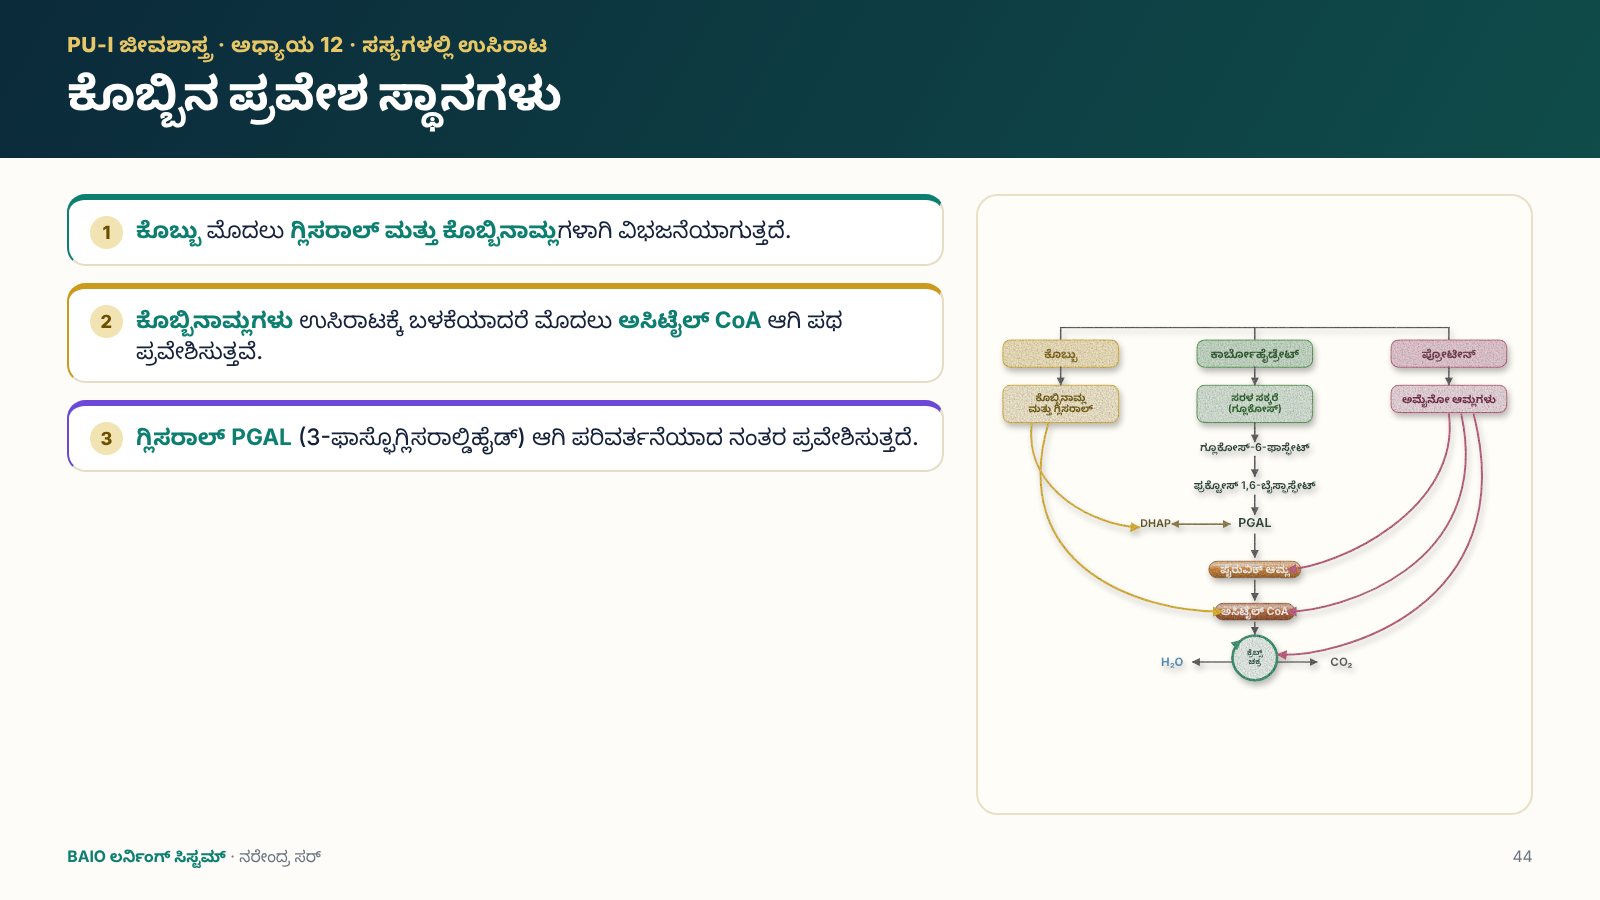 PU-I ಜೀವಶಾಸ್ತ್ರ · ಅಧ್ಯಾಯ 12 · ಸಸ್ಯಗಳಲ್ಲಿ ಉಸಿರಾಟ
ಕೊಬ್ಬಿನ ಪ್ರವೇಶ ಸ್ಥಾನಗಳು
1 ಕೊಬ್ಬು ಮೊದಲು ಗ್ಲಿಸರಾಲ್ ಮತ್ತು ಕೊಬ್ಬಿನಾಮ್ಲಗಳಾಗಿ ವಿಭಜನೆಯಾಗುತ್ತದೆ.
2 ಕೊಬ್ಬಿನಾಮ್ಲಗಳು ಉಸಿರಾಟಕ್ಕೆ ಬಳಕೆಯಾದರೆ ಮೊದಲು ಅಸಿಟೈಲ್ CoA ಆಗಿ ಪಥ
ಪ್ರವೇಶಿಸುತ್ತವೆ.
3 ಗ್ಲಿಸರಾಲ್ PGAL (3-ಫಾಸ್ಫೊಗ್ಲಿಸರಾಲ್ಡಿಹೈಡ್) ಆಗಿ ಪರಿವರ್ತನೆಯಾದ ನಂತರ ಪ್ರವೇಶಿಸುತ್ತದೆ.
ಕೊಬ್ಬು
ಕಾರ್ಬೋಹೈಡ್ರೇಟ್
ಪ್ರೋಟೀನ್
ಕೊಬ್ಬಿನಾಮ್ಲ
ಮತ್ತು ಗ್ಲಿಸರಾಲ್
ಸರಳ ಸಕ್ಕರೆ
(ಗ್ಲೂಕೋಸ್)
ಅಮೈನೋ ಆಮ್ಲಗಳು
ಗ್ಲೂಕೋಸ್-6-ಫಾಸ್ಫೇಟ್
ಫ್ರಕ್ಟೋಸ್ 1,6-ಬೈಸ್ಫಾಸ್ಫೇಟ್
DHAP
PGAL
ಪೈರುವಿಕ್ ಆಮ್ಲ
ಅಸಿಟೈಲ್ CoA
ಕ್ರೆಬ್ಸ್
ಚಕ್ರ
H₂O
CO₂
BAIO ಲರ್ನಿಂಗ್ ಸಿಸ್ಟಮ್ · ನರೇಂದ್ರ ಸರ್
44